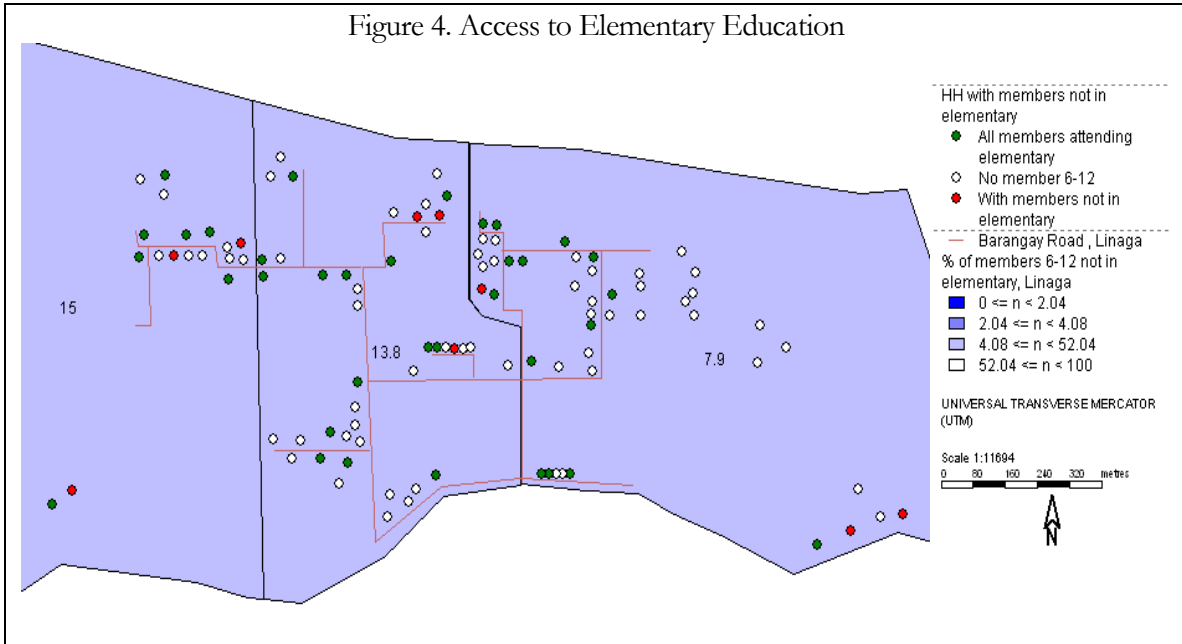 Figure 4. Access to Elementary Education
HH with members not in
elementary
All members attending
elementary
No member 6-12
With members not in
elementary
Barangay Road , Linaga
% of members 6-12 not in
elementary, Linaga
0 <= n < 2.04
2.04 <= n < 4.08
4.08 <= n < 52.04
52.04 <= n < 100
UNIVERSAL TRANSVERSE MERCATOR
(UTM)
Scale 1:11694
0 80 160 240 320 metres
N
15
13.8
7.9